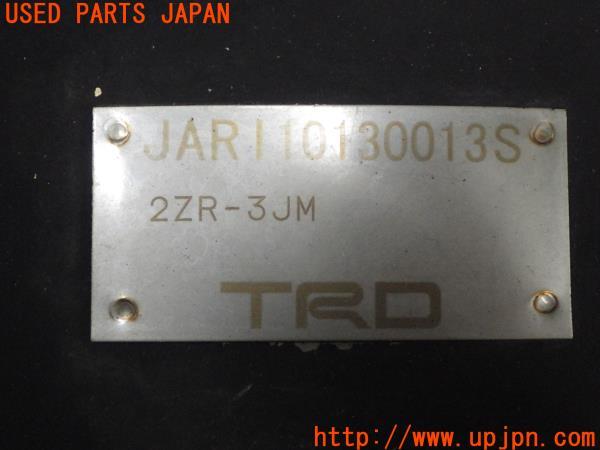 USED PARTS JAPAN
JARI10130013S
2ZR-3JM
TRD
http://www.upjpn.com